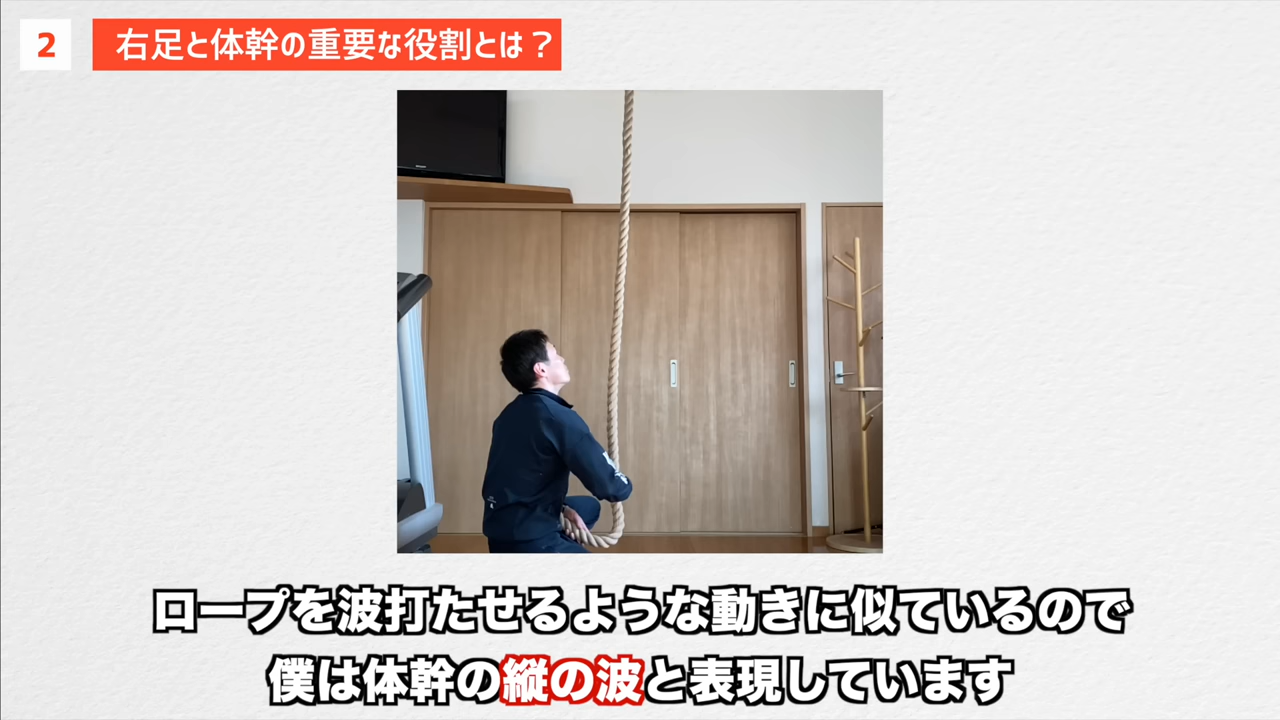 2
右足と体幹の重要な役割とは？
ロープを波打たせるような動きに似ているので
僕は体幹の縦の波と表現しています